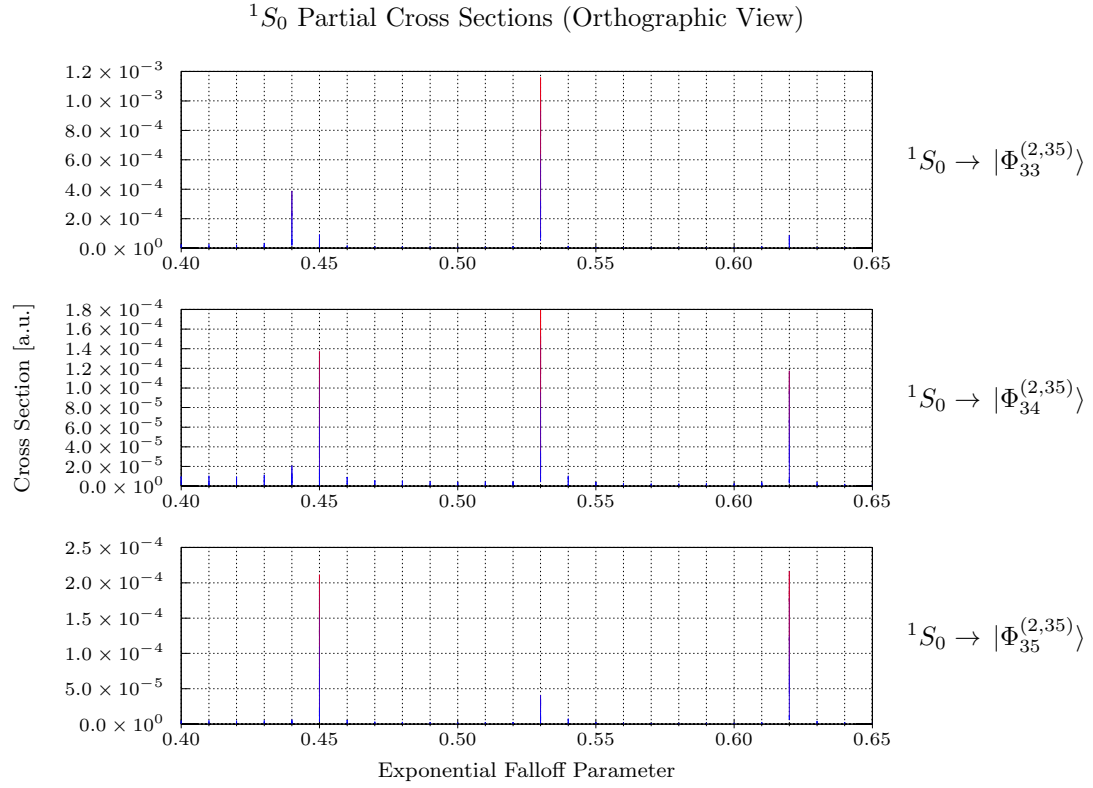 ¹S₀ Partial Cross Sections (Orthographic View)
Cross Section [a.u.]
1.2 × 10⁻³
1.0 × 10⁻³
8.0 × 10⁻⁴
6.0 × 10⁻⁴
4.0 × 10⁻⁴
2.0 × 10⁻⁴
0.0 × 10⁰
0.40 0.45 0.50 0.55 0.60 0.65
¹S₀ → |Φ₃₃⁽²,³⁵⁾⟩
1.8 × 10⁻⁴
1.6 × 10⁻⁴
1.4 × 10⁻⁴
1.2 × 10⁻⁴
1.0 × 10⁻⁴
8.0 × 10⁻⁵
6.0 × 10⁻⁵
4.0 × 10⁻⁵
2.0 × 10⁻⁵
0.0 × 10⁰
0.40 0.45 0.50 0.55 0.60 0.65
¹S₀ → |Φ₃₄⁽²,³⁵⁾⟩
2.5 × 10⁻⁴
2.0 × 10⁻⁴
1.5 × 10⁻⁴
1.0 × 10⁻⁴
5.0 × 10⁻⁵
0.0 × 10⁰
0.40 0.45 0.50 0.55 0.60 0.65
¹S₀ → |Φ₃₅⁽²,³⁵⁾⟩
Exponential Falloff Parameter